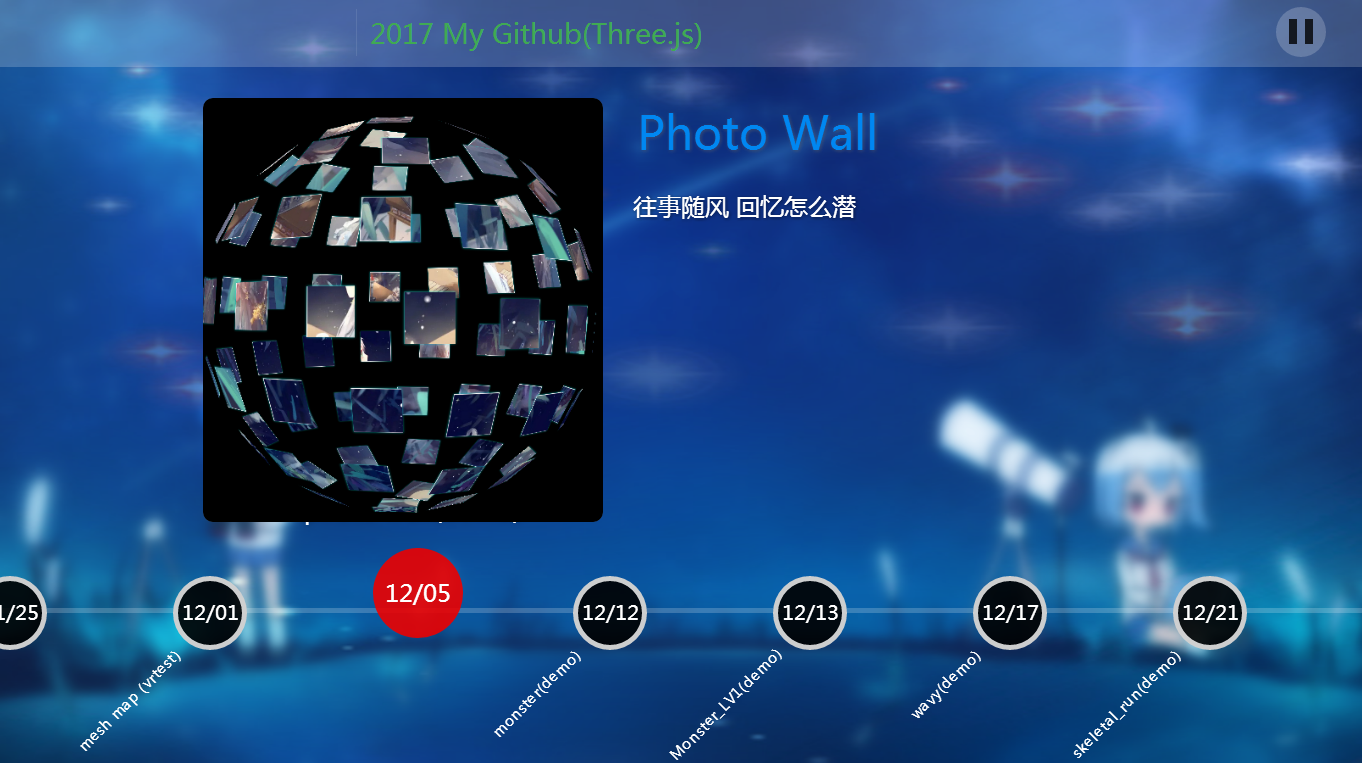 2017 My Github(Three.js)
Photo Wall
往事随风 回忆怎么潜
1/25
12/01
12/05
12/12
12/13
12/17
12/21
mesh map (vrtest)
monster(demo)
Monster_LV1(demo)
wavy(demo)
skeletal_run(demo)